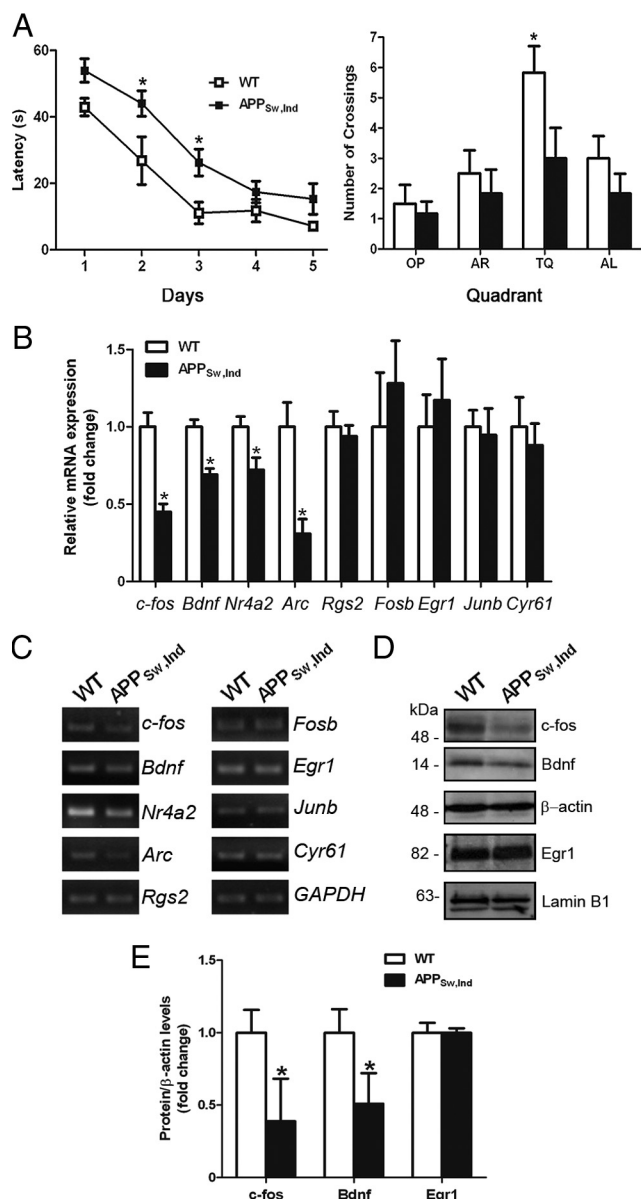 A
60
40
20
0
Latency (s)
WT
APPSw,Ind
*
*
1 2 3 4 5
Days
7
6
5
4
3
2
1
0
Number of Crossings
*
OP AR TQ AL
Quadrant
B
WT
APPSw,Ind
1.5
1.0
0.5
0
Relative mRNA expression
(fold change)
* * * *
c-fos Bdnf Nr4a2 Arc Rgs2 Fosb Egr1 Junb Cyr61
C
WT APPSw,Ind
c-fos
Bdnf
Nr4a2
Arc
Rgs2
WT APPSw,Ind
Fosb
Egr1
Junb
Cyr61
GAPDH
D
WT APPSw,Ind
kDa
48 - c-fos
14 - Bdnf
48 - β–actin
82 - Egr1
63- Lamin B1
E
WT
APPSw,Ind
1.5
1.0
0.5
0
Protein/β-actin levels
(fold change)
* *
c-fos Bdnf Egr1